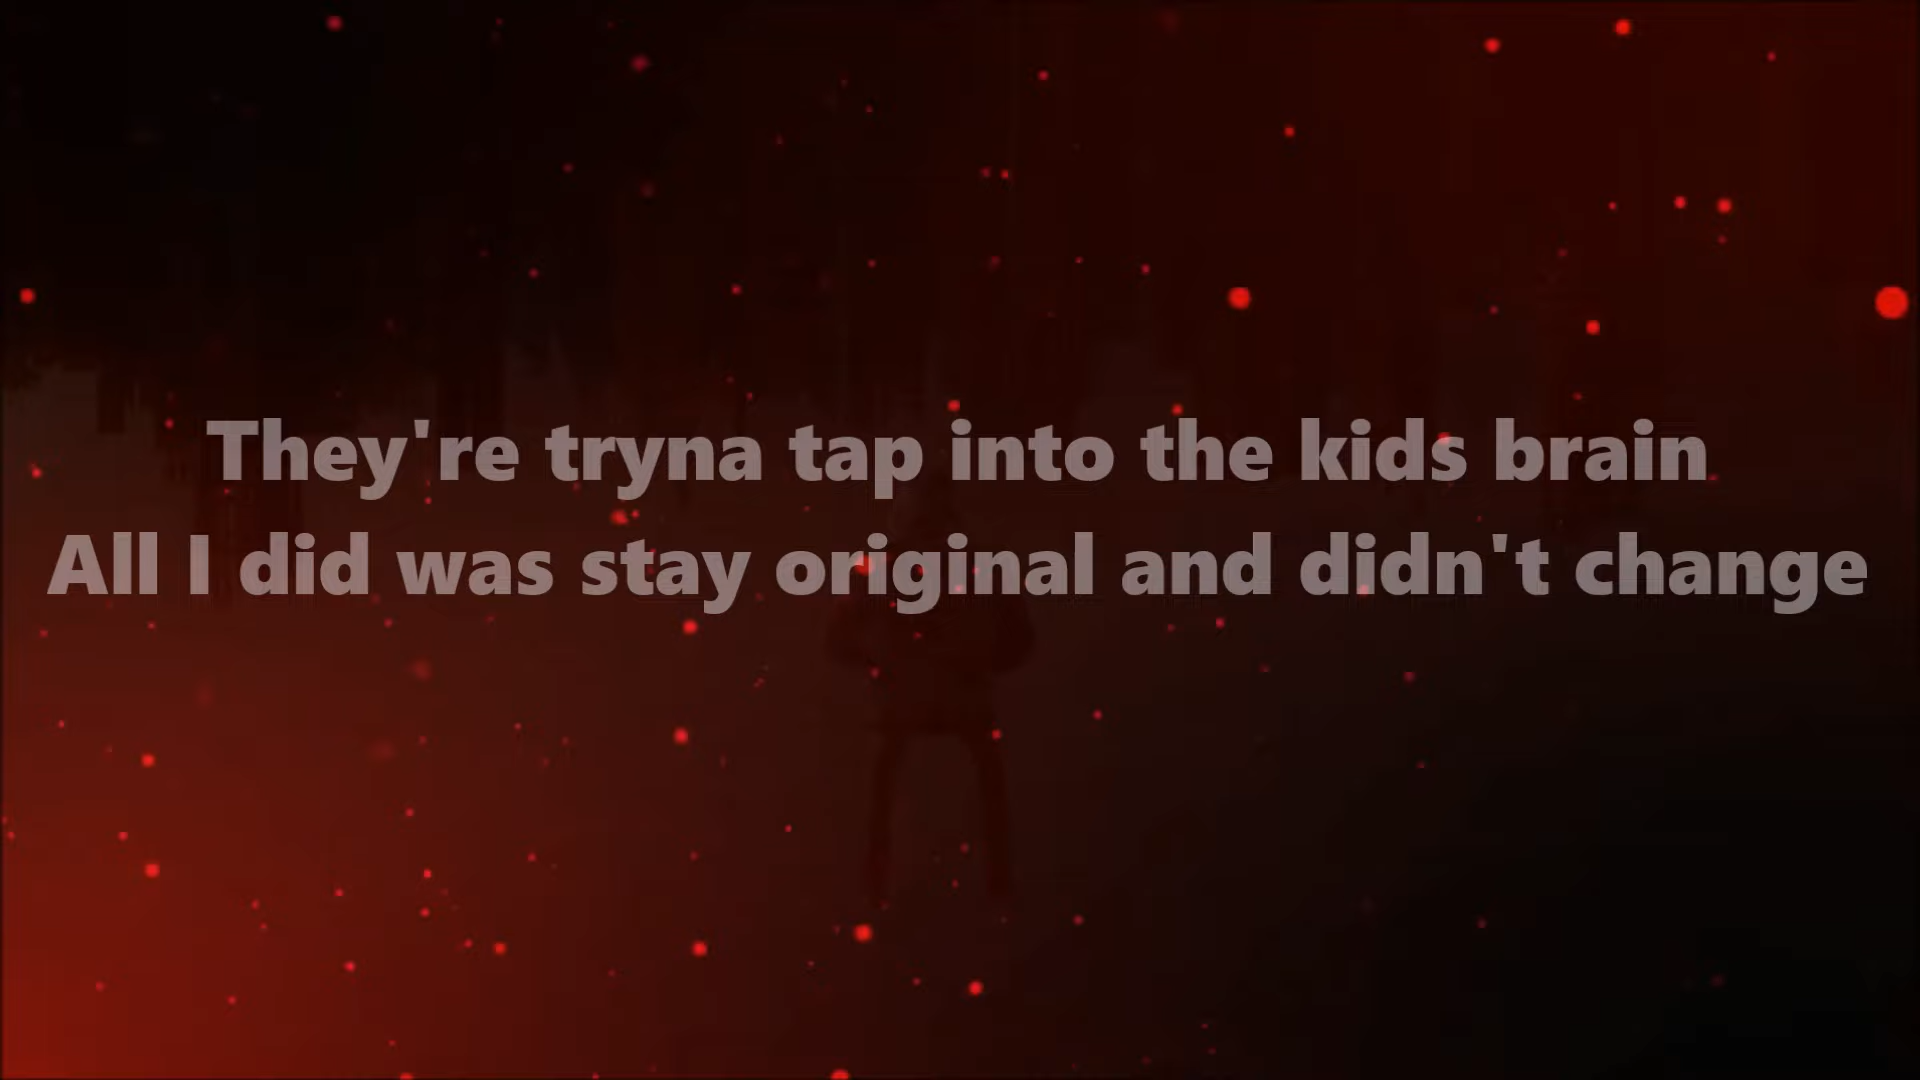 They're tryna tap into the kids brain
All I did was stay original and didn't change